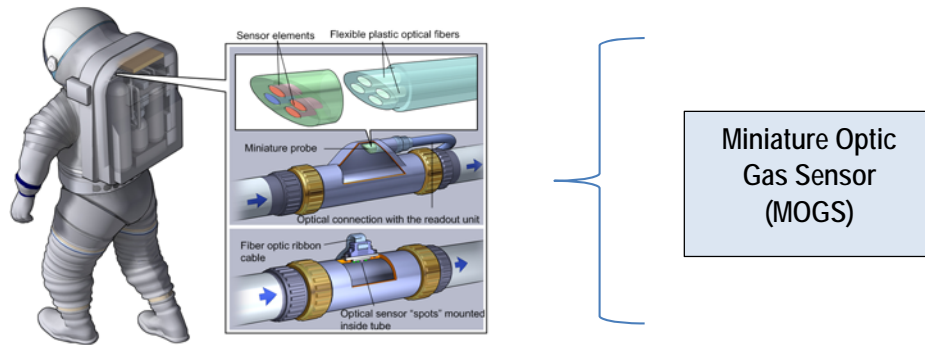 Sensor elements
Flexible plastic optical fibers
Miniature probe
Optical connection with the readout unit
Fiber optic ribbon
cable
Optical sensor "spots" mounted
inside tube
Miniature Optic
Gas Sensor
(MOGS)